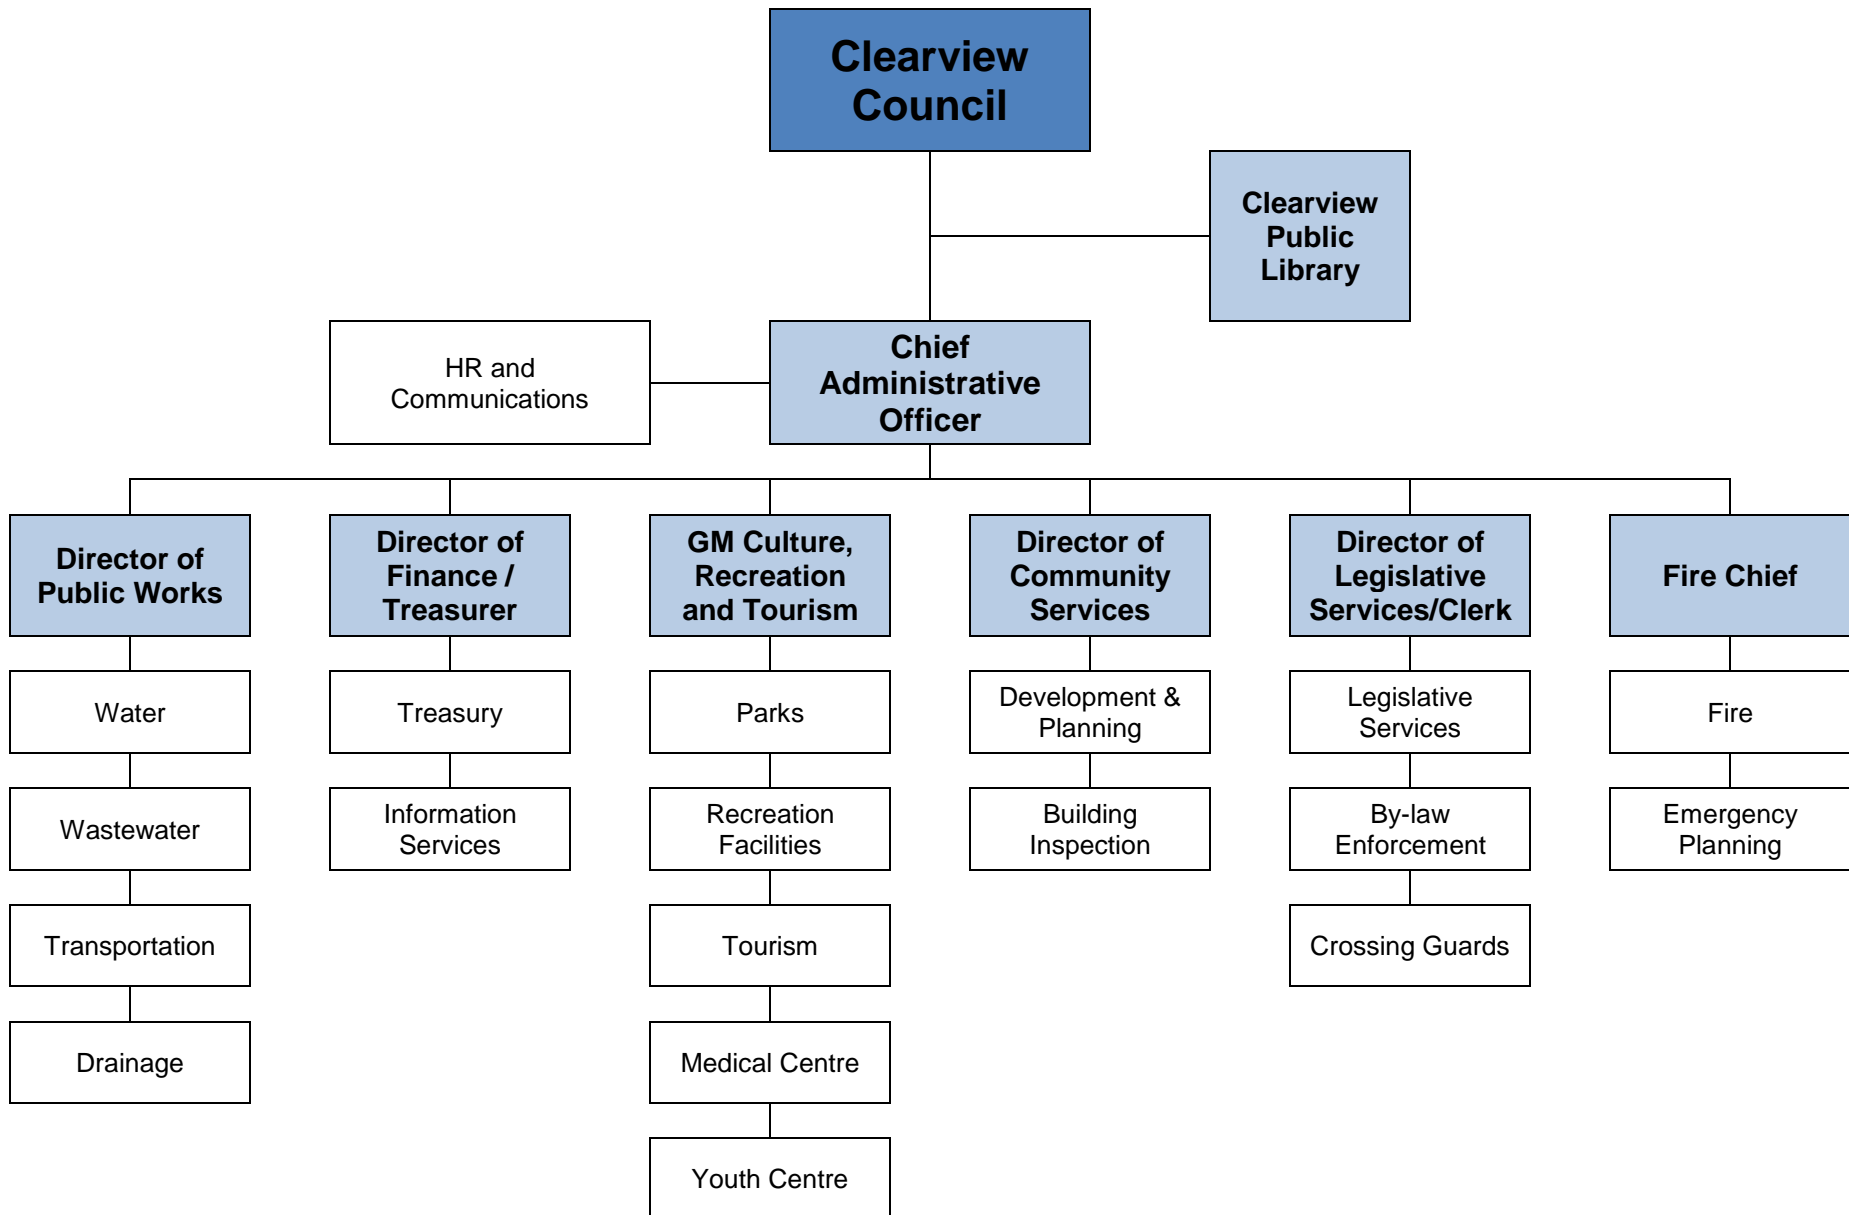 Clearview
Council
Clearview
Public
Library
HR and
Communications
Chief
Administrative
Officer
Director of
Public Works
Director of
Finance /
Treasurer
GM Culture,
Recreation
and Tourism
Director of
Community
Services
Director of
Legislative
Services/Clerk
Fire Chief
Water
Treasury
Parks
Development &
Planning
Legislative
Services
Fire
Wastewater
Information
Services
Recreation
Facilities
Building
Inspection
By-law
Enforcement
Emergency
Planning
Transportation
Tourism
Crossing Guards
Drainage
Medical Centre
Youth Centre